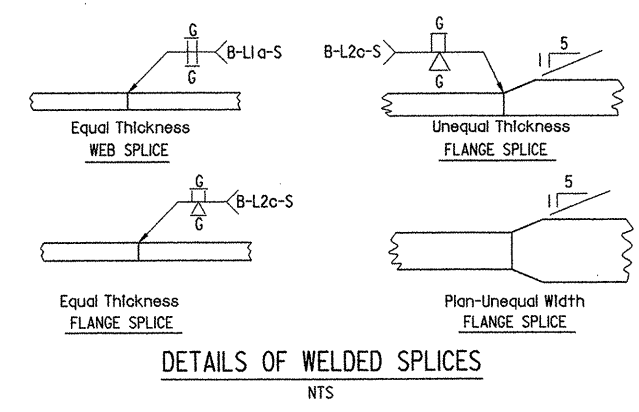 G
B-L1a-S
G
Equal Thickness
WEB SPLICE
G
B-L2c-S
G
5
1
Unequal Thickness
FLANGE SPLICE
G
B-L2c-S
G
Equal Thickness
FLANGE SPLICE
5
1
Plan-Unequal Width
FLANGE SPLICE
DETAILS OF WELDED SPLICES
NTS